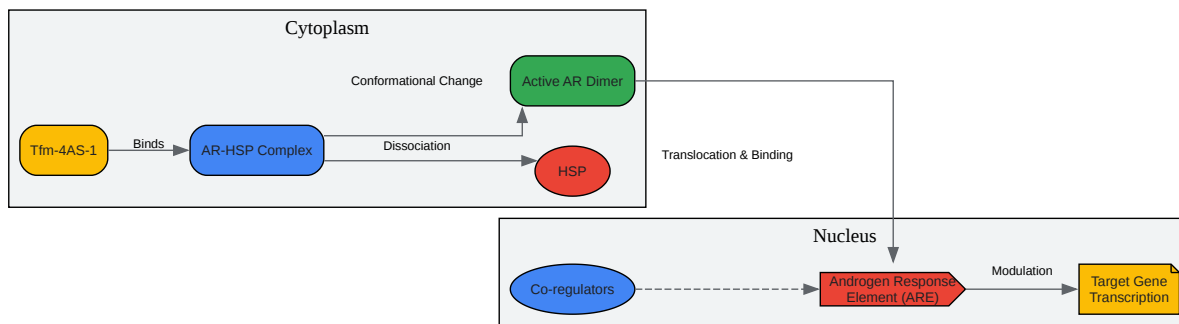 Cytoplasm
Conformational Change
Active AR Dimer
Tfm-4AS-1
Binds
AR-HSP Complex
Dissociation
HSP
Translocation & Binding
Nucleus
Co-regulators
Androgen Response
Element (ARE)
Modulation
Target Gene
Transcription